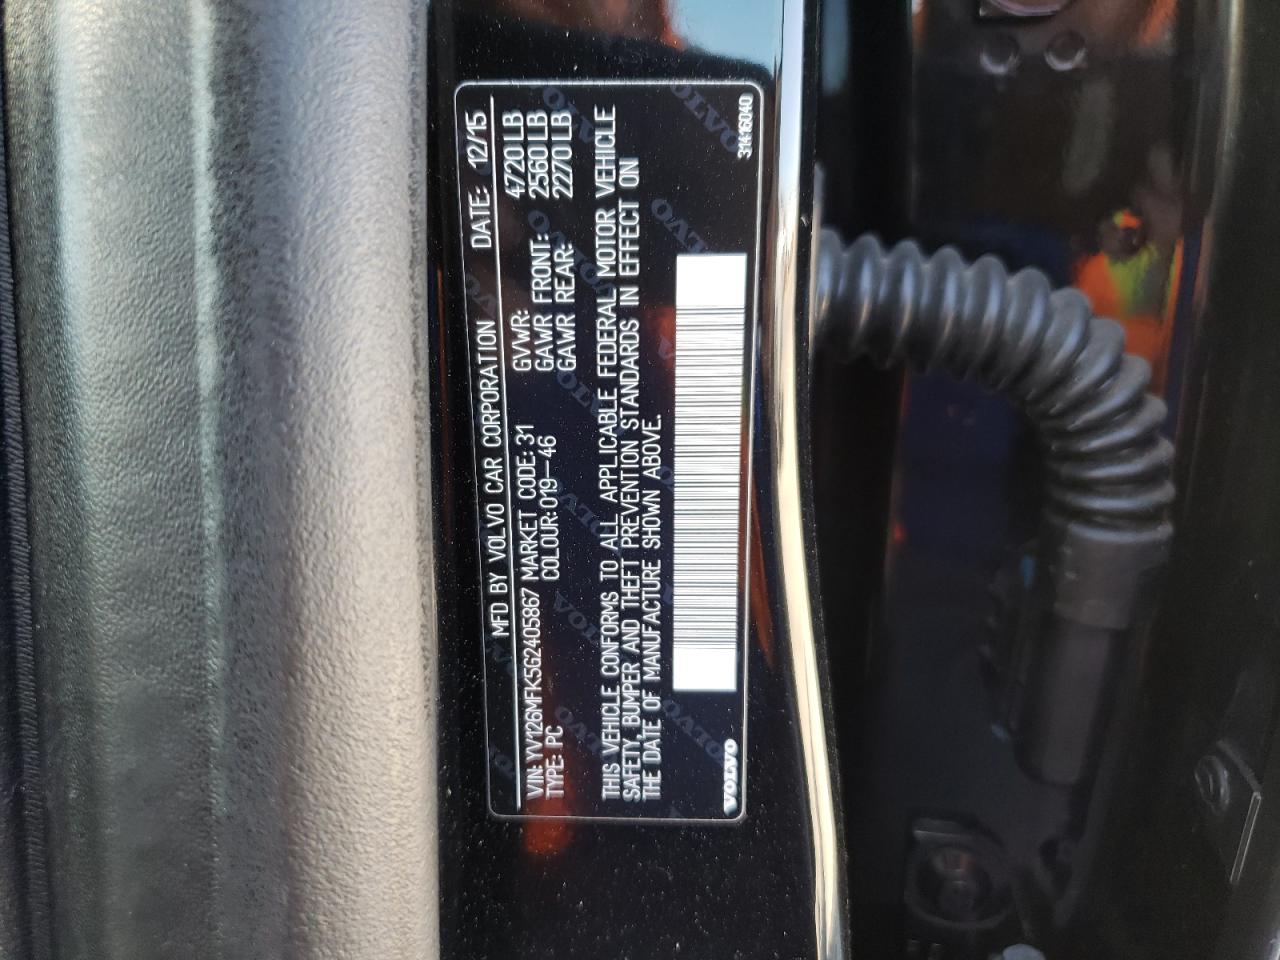 MFD BY VOLVO CAR CORPORATION DATE: 12/15
VIN: YV126MFK5G2405867 MARKET CODE: 31 GVWR: 4720 LB
TYPE: PC COLOUR: 019-46 GAWR FRONT: 2560 LB
GAWR REAR: 2270 LB
THIS VEHICLE CONFORMS TO ALL APPLICABLE FEDERAL MOTOR VEHICLE
SAFETY, BUMPER AND THEFT PREVENTION STANDARDS IN EFFECT ON
THE DATE OF MANUFACTURE SHOWN ABOVE.
VOLVO 31416040